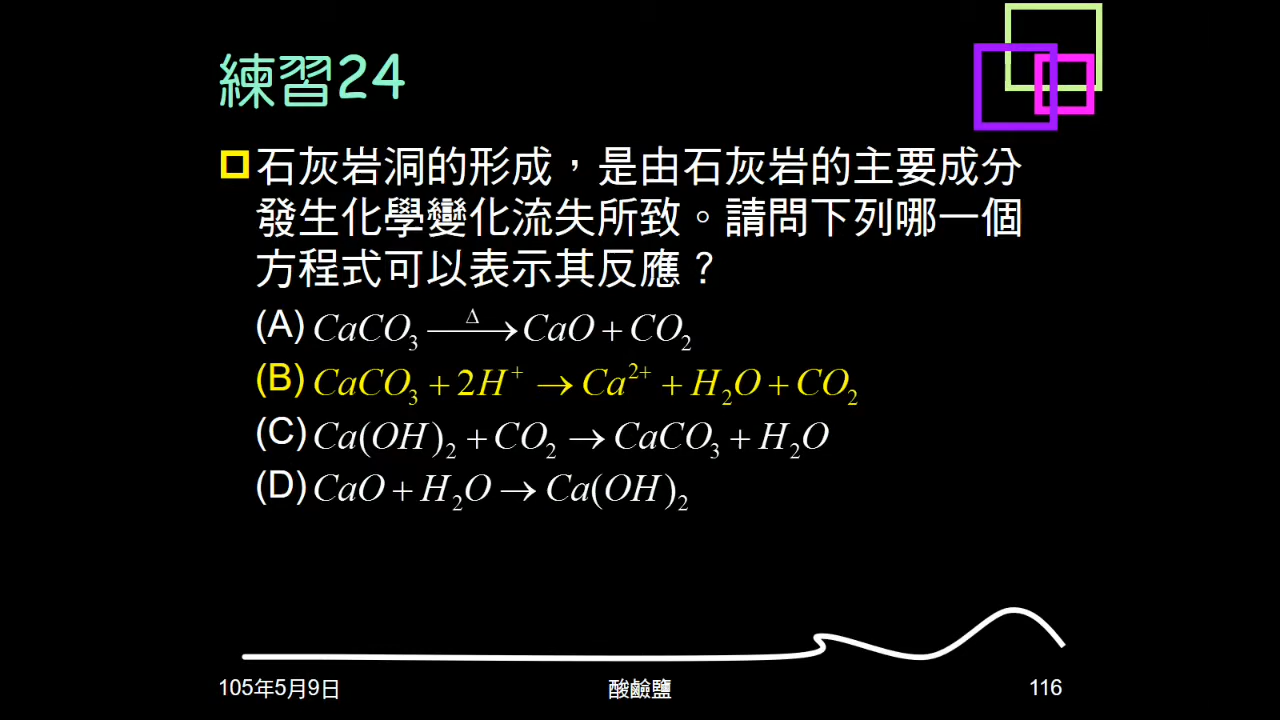 練習24
石灰岩洞的形成，是由石灰岩的主要成分
發生化學變化流失所致。請問下列哪一個
方程式可以表示其反應？
(A) CaCO₃ —Δ→ CaO + CO₂
(B) CaCO₃ + 2H⁺ → Ca²⁺ + H₂O + CO₂
(C) Ca(OH)₂ + CO₂ → CaCO₃ + H₂O
(D) CaO + H₂O → Ca(OH)₂
105年5月9日 酸鹼鹽 116